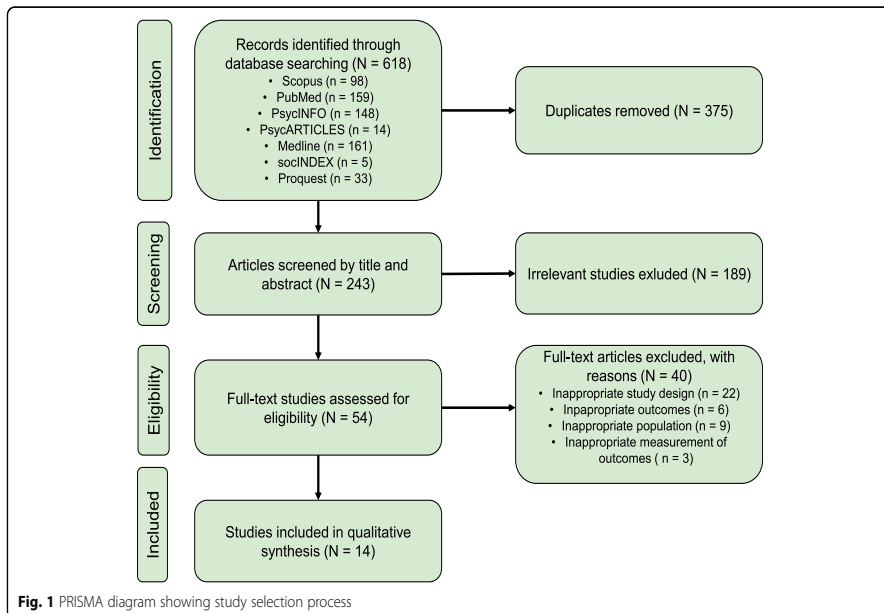 Identification
Records identified through
database searching (N = 618)
• Scopus (n = 98)
• PubMed (n = 159)
• PsycINFO (n = 148)
• PsycARTICLES (n = 14)
• Medline (n = 161)
• socINDEX (n = 5)
• Proquest (n = 33)
Duplicates removed (N = 375)
Screening
Articles screened by title and
abstract (N = 243)
Irrelevant studies exluded (N = 189)
Eligibility
Full-text studies assessed for
eligibility (N = 54)
Full-text articles excluded, with
reasons (N = 40)
• Inappropriate study design (n = 22)
• Inpapropriate outcomes (n = 6)
• Inappropriate population (n = 9)
• Inappropriate measurement of
outcomes ( n = 3)
Included
Studies included in qualitative
synthesis (N = 14)
Fig. 1 PRISMA diagram showing study selection process